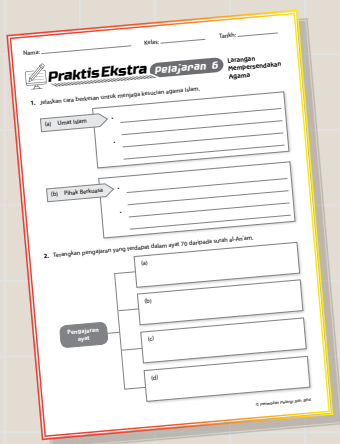 Nama: Kelas: Tarikh:
Praktis Ekstra Pelajaran 6 Larangan
Mempersendakan
Agama
1. Jelaskan cara berkesan untuk menjaga kesucian agama Islam.
(a) Umat Islam
(b) Pihak Berkuasa
2. Terangkan pengajaran yang terdapat dalam ayat 70 daripada surah al-An'am.
(a)
(b)
Pengajaran
ayat
(c)
(d)